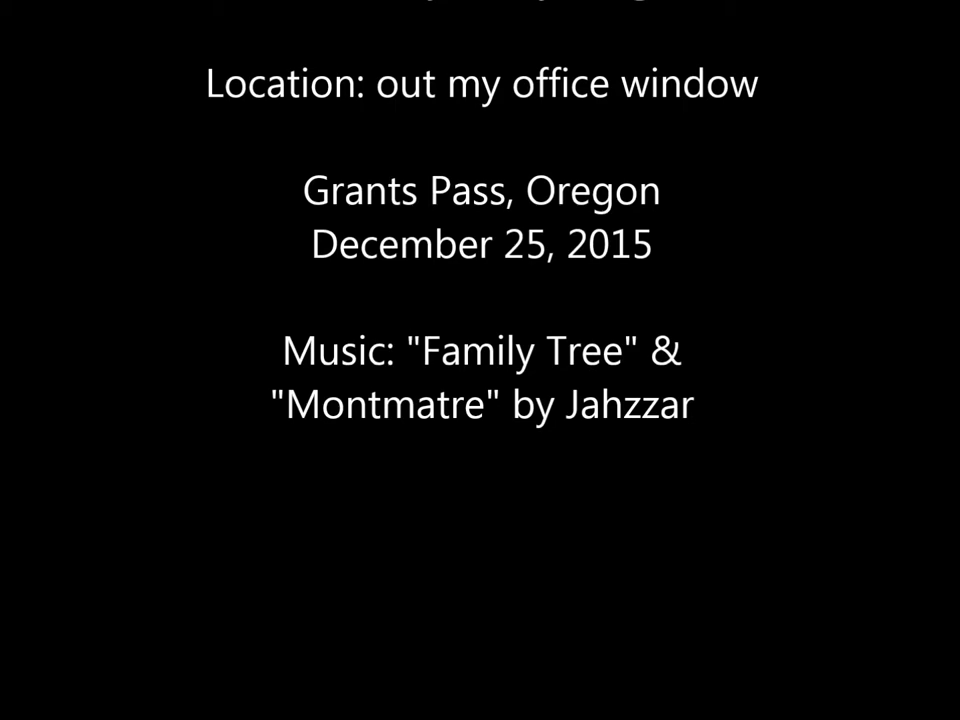 Location: out my office window
Grants Pass, Oregon
December 25, 2015
Music: "Family Tree" &
"Montmatre" by Jahzzar